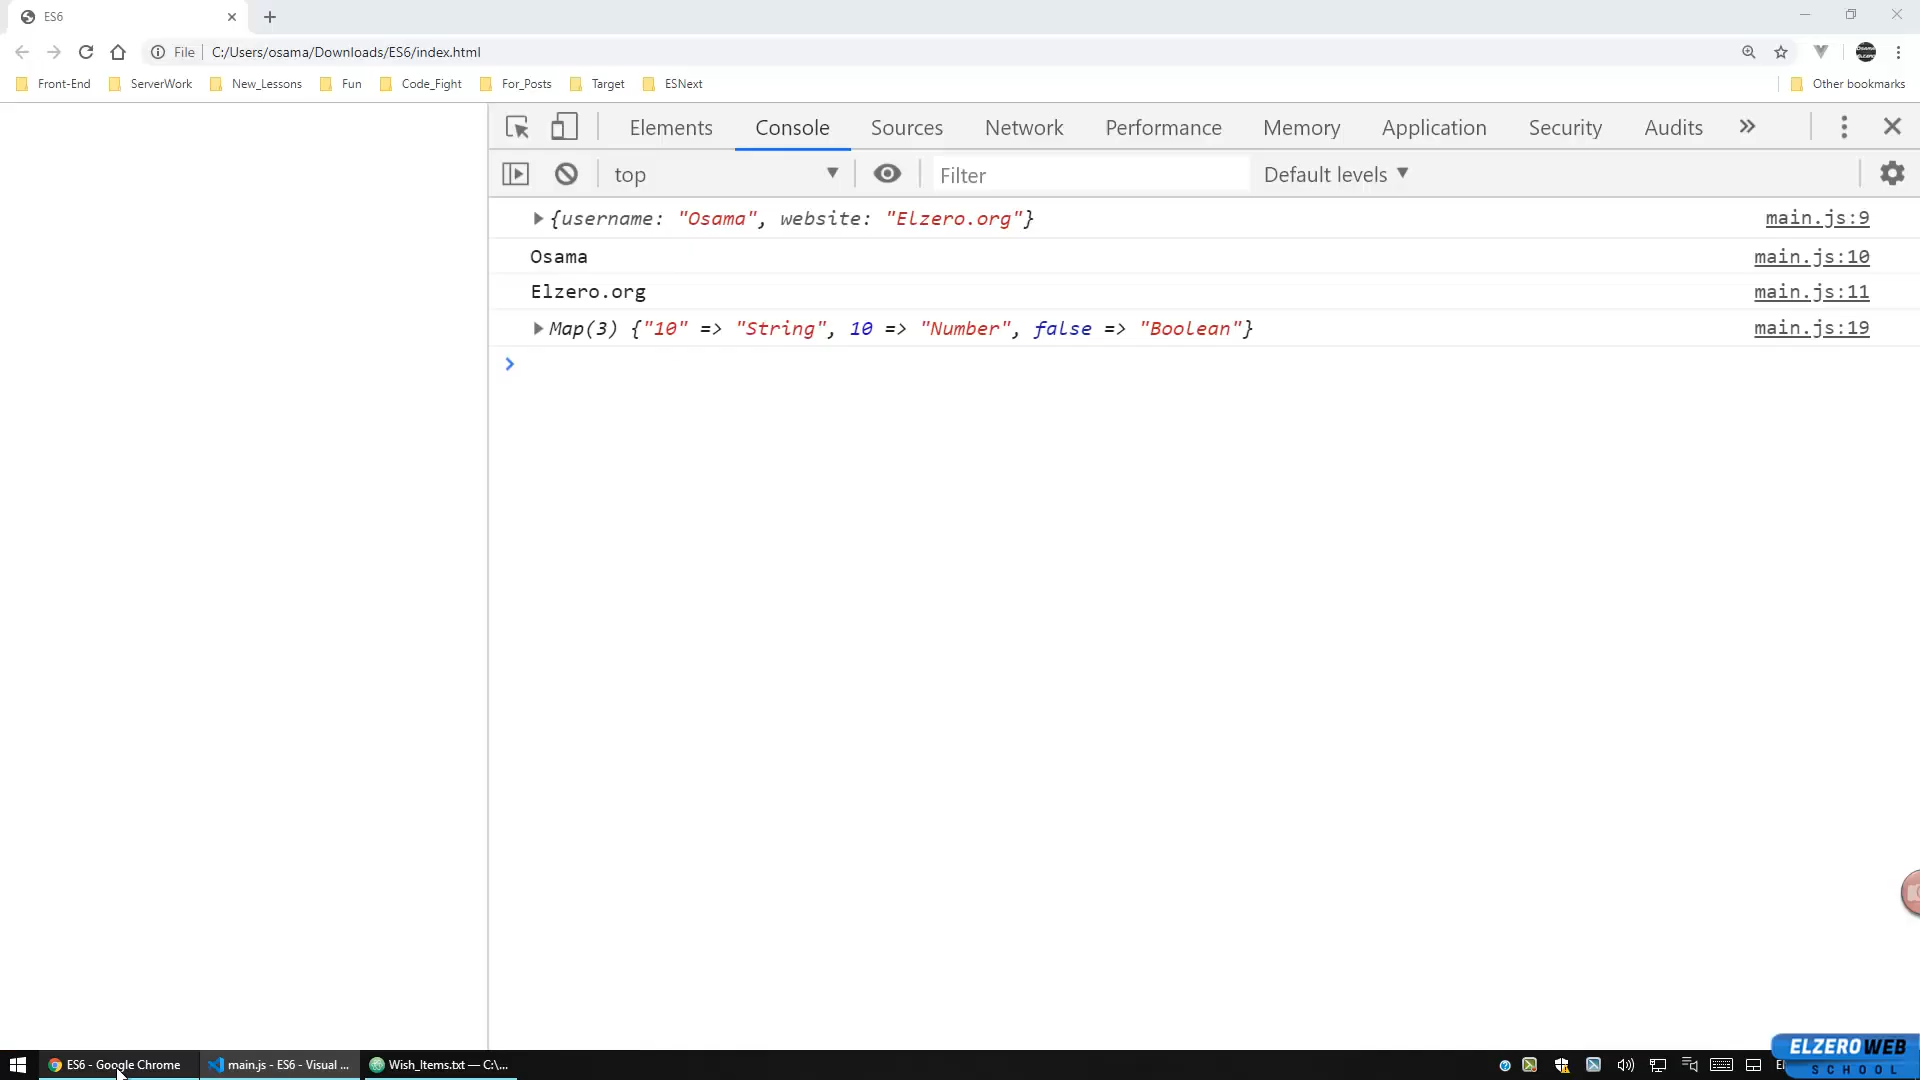 ES6
File C:/Users/osama/Downloads/ES6/index.html
Front-End ServerWork New_Lessons Fun Code_Fight For_Posts Target ESNext Other bookmarks
Elements Console Sources Network Performance Memory Application Security Audits
top Filter Default levels
{username: "Osama", website: "Elzero.org"} main.js:9
Osama main.js:10
Elzero.org main.js:11
Map(3) {"10" => "String", 10 => "Number", false => "Boolean"} main.js:19
ES6 - Google Chrome main.js - ES6 - Visual ... Wish_Items.txt — C:\...
ELZERO WEB
SCHOOL